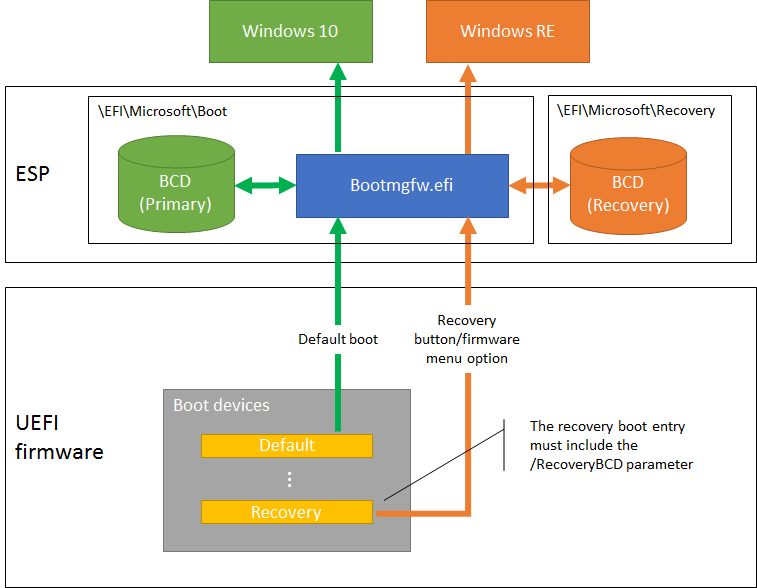 Windows 10
Windows RE
\EFI\Microsoft\Boot
\EFI\Microsoft\Recovery
ESP
BCD
(Primary)
Bootmgfw.efi
BCD
(Recovery)
Default boot
Recovery
button/firmware
menu option
UEFI
firmware
Boot devices
Default
Recovery
The recovery boot entry
must include the
/RecoveryBCD parameter